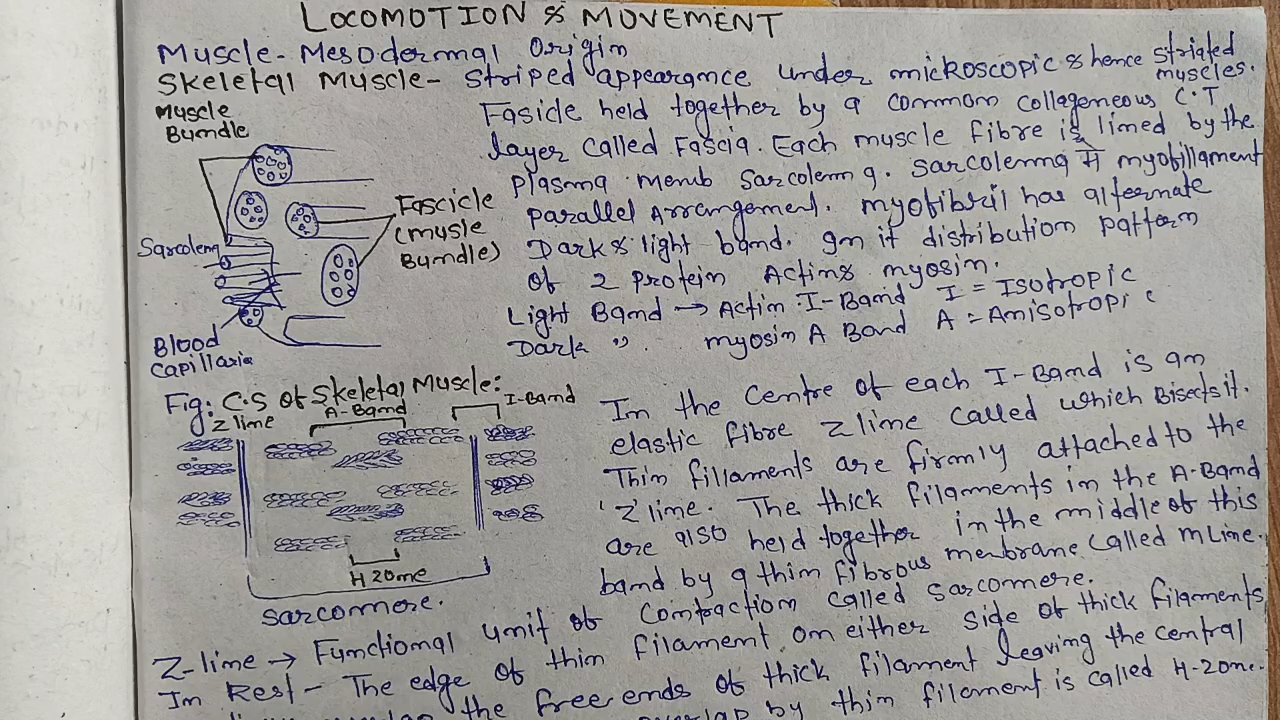 LOCOMOTION & MOVEMENT
Muscle- Mesodermal Origin
Skeletal Muscle- Striped appearance under microscopic & hence striated muscles.
Muscle Bundle
Sarcolema
Blood Capillaries
Fascicle (musle Bundle)
Fasicle held together by a common collageneous C.T
layer called Fascia. Each muscle fibre is lined by the
Plasma memb Sarcolemma. Sarcolemma में myofillament
parallel Arrangement. myofibril has alternate
Dark & light band. In it distribution pattern
of 2 Protein Actin & myosin.
Light Band → Actin I-Band I = Isotropic
Dark " myosin A Band A = Anisotropic
Fig: C.S of Skeletal Muscle:
Z line
A-Band
I-Band
H Zone
sarcomere.
In the centre of each I-Band is an
elastic fibre Z line called which Bisects it.
Thin fillaments are firmly attached to the
'Z line. The thick filaments in the A-Band
are also held together in the middle of this
band by a thin fibrous membrane called M Line.
Z-line → Functional unit of contraction called sarcomere.
In Rest- The edge of thin filament on either side of thick filaments
the free ends of thick filament leaving the central
overlap by thin filament is called H-zone.